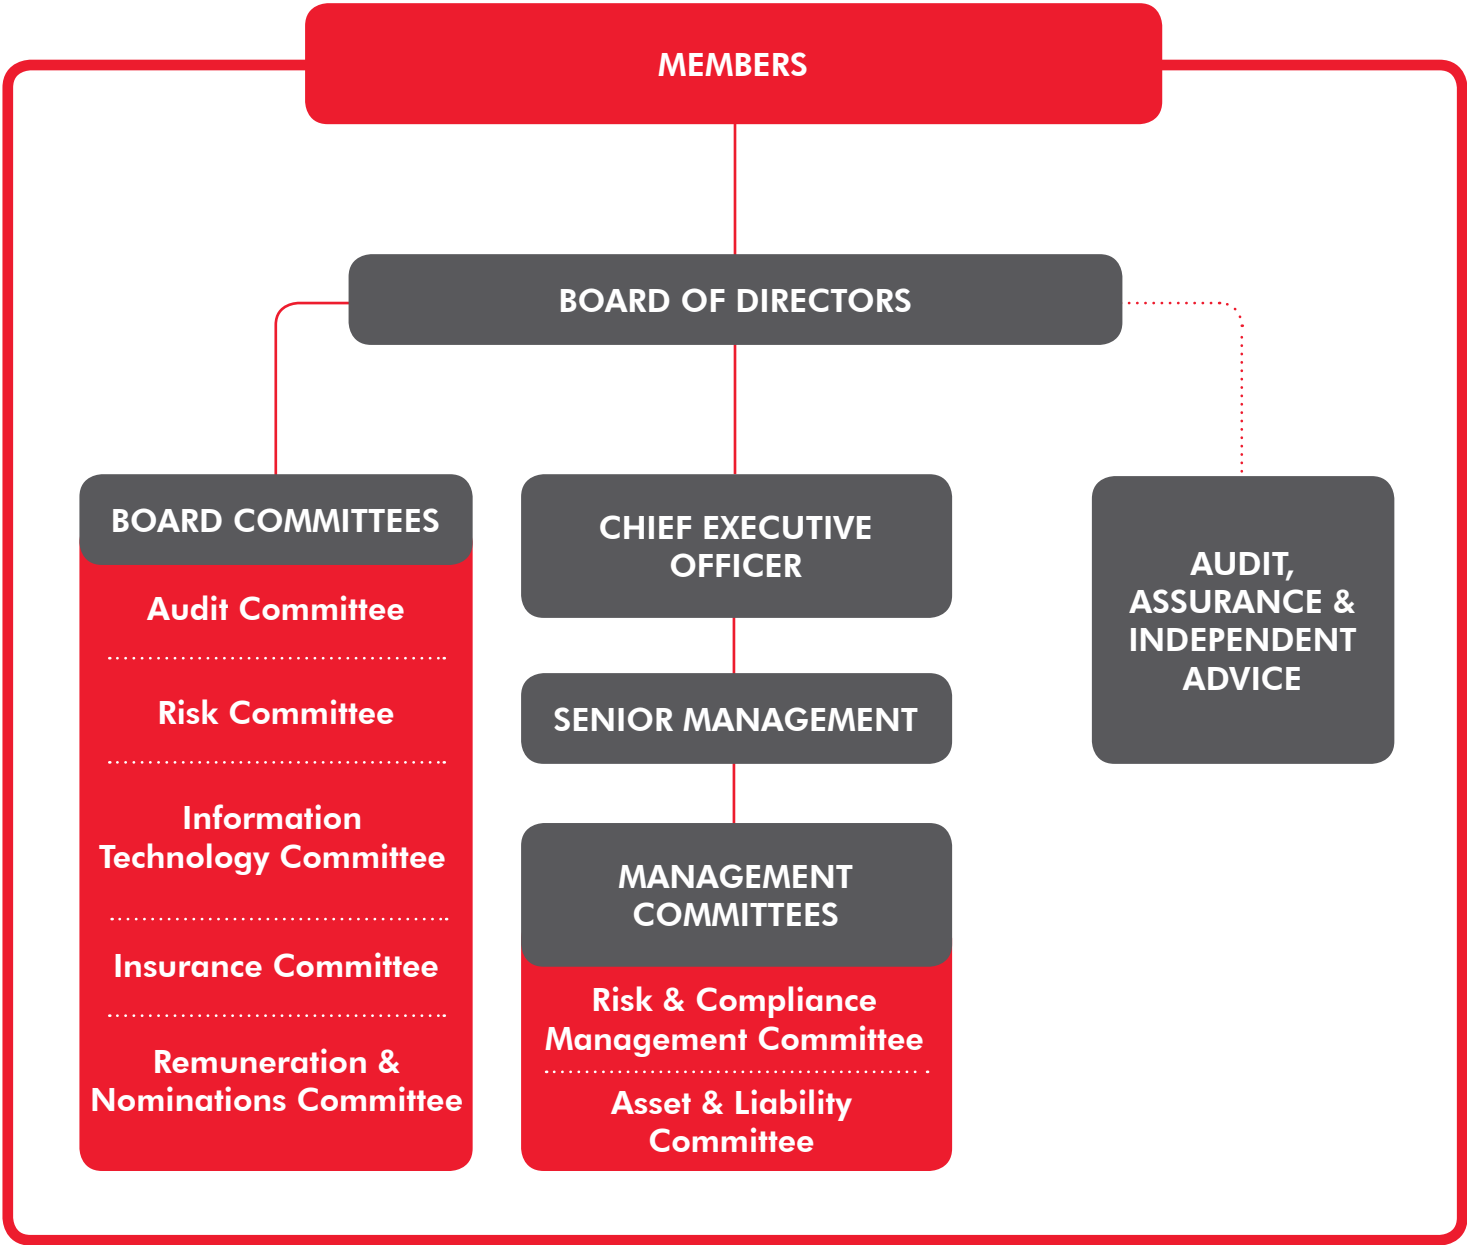 MEMBERS
BOARD OF DIRECTORS
BOARD COMMITTEES
Audit Committee
Risk Committee
Information
Technology Committee
Insurance Committee
Remuneration &
Nominations Committee
CHIEF EXECUTIVE
OFFICER
SENIOR MANAGEMENT
MANAGEMENT
COMMITTEES
Risk & Compliance
Management Committee
Asset & Liability
Committee
AUDIT,
ASSURANCE &
INDEPENDENT
ADVICE